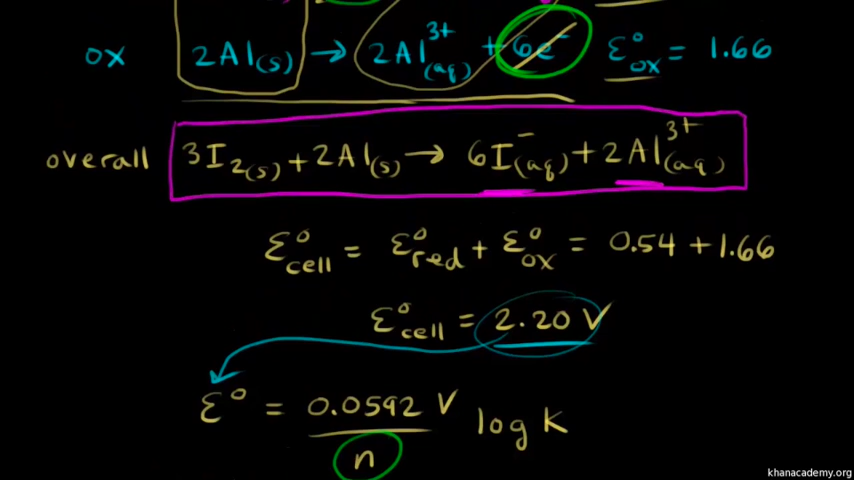 ox 2Al(s) → 2Al³⁺(aq) + 6e⁻ Ɛ°ox = 1.66
overall 3I₂(s) + 2Al(s) → 6I⁻(aq) + 2Al³⁺(aq)
Ɛ°cell = Ɛ°red + Ɛ°ox = 0.54 + 1.66
Ɛ°cell = 2.20 V
Ɛ° = 0.0592 V / n log K
khanacademy.org